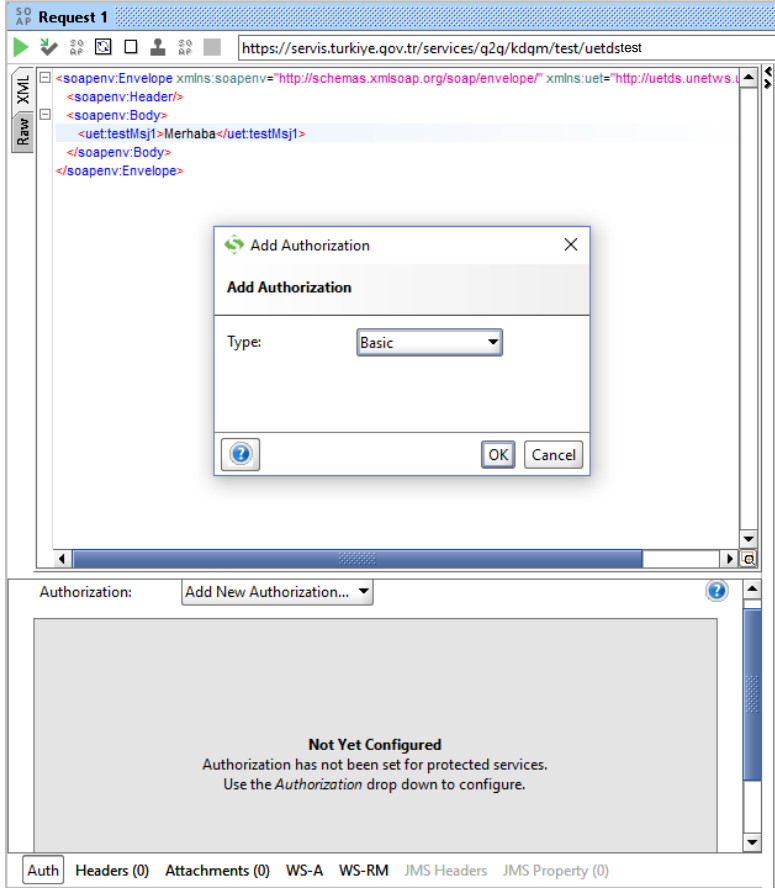 SO AP Request 1
https://servis.turkiye.gov.tr/services/g2g/kdgm/test/uetdstest
XML
Raw
<soapenv:Envelope xmlns:soapenv="http://schemas.xmlsoap.org/soap/envelope/" xmlns:uet="http://uetds.unetws.u
<soapenv:Header/>
<soapenv:Body>
<uet:testMsj1>Merhaba</uet:testMsj1>
</soapenv:Body>
</soapenv:Envelope>
Add Authorization
Add Authorization
Type: Basic
OK Cancel
Authorization: Add New Authorization...
Not Yet Configured
Authorization has not been set for protected services.
Use the Authorization drop down to configure.
Auth Headers (0) Attachments (0) WS-A WS-RM JMS Headers JMS Property (0)